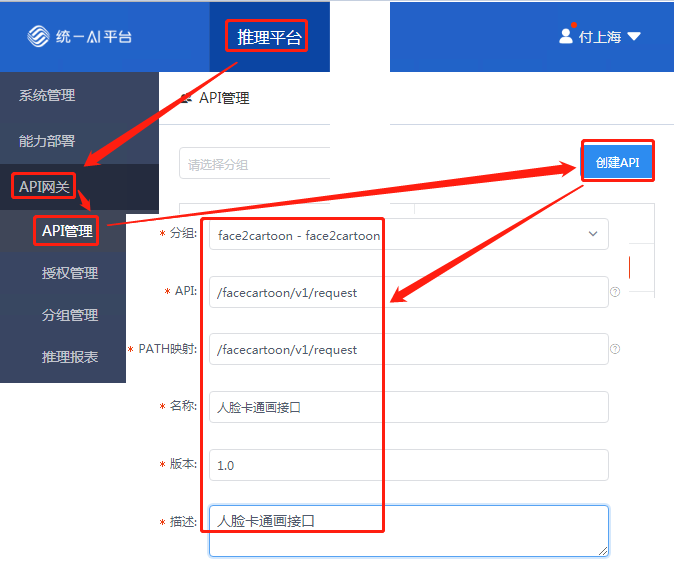 统一AI平台
推理平台
付上海
系统管理
API管理
能力部署
请选择分组
创建API
API网关
API管理
* 分组:
face2cartoon - face2cartoon
授权管理
* API:
/facecartoon/v1/request
分组管理
* PATH映射:
/facecartoon/v1/request
推理报表
* 名称:
人脸卡通画接口
* 版本:
1.0
* 描述:
人脸卡通画接口